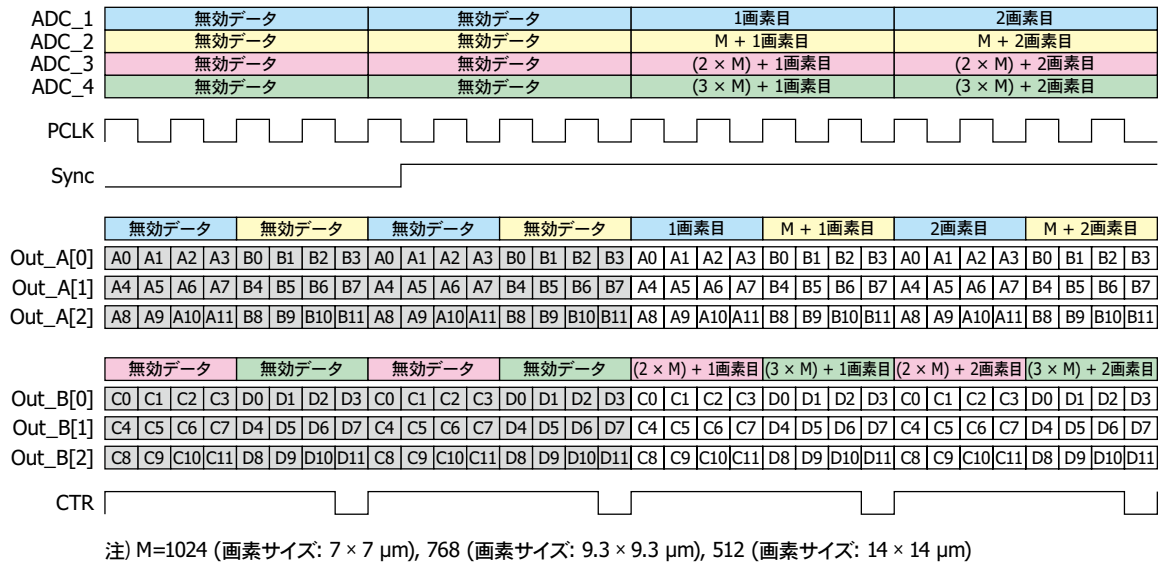 ADC_1 無効データ 無効データ 1画素目 2画素目
ADC_2 無効データ 無効データ M + 1画素目 M + 2画素目
ADC_3 無効データ 無効データ (2 × M) + 1画素目 (2 × M) + 2画素目
ADC_4 無効データ 無効データ (3 × M) + 1画素目 (3 × M) + 2画素目
PCLK
Sync
無効データ 無効データ 無効データ 無効データ 1画素目 M + 1画素目 2画素目 M + 2画素目
Out_A[0] A0 A1 A2 A3 B0 B1 B2 B3 A0 A1 A2 A3 B0 B1 B2 B3 A0 A1 A2 A3 B0 B1 B2 B3 A0 A1 A2 A3 B0 B1 B2 B3
Out_A[1] A4 A5 A6 A7 B4 B5 B6 B7 A4 A5 A6 A7 B4 B5 B6 B7 A4 A5 A6 A7 B4 B5 B6 B7 A4 A5 A6 A7 B4 B5 B6 B7
Out_A[2] A8 A9 A10 A11 B8 B9 B10 B11 A8 A9 A10 A11 B8 B9 B10 B11 A8 A9 A10 A11 B8 B9 B10 B11 A8 A9 A10 A11 B8 B9 B10 B11
無効データ 無効データ 無効データ 無効データ (2 × M) + 1画素目 (3 × M) + 1画素目 (2 × M) + 2画素目 (3 × M) + 2画素目
Out_B[0] C0 C1 C2 C3 D0 D1 D2 D3 C0 C1 C2 C3 D0 D1 D2 D3 C0 C1 C2 C3 D0 D1 D2 D3 C0 C1 C2 C3 D0 D1 D2 D3
Out_B[1] C4 C5 C6 C7 D4 D5 D6 D7 C4 C5 C6 C7 D4 D5 D6 D7 C4 C5 C6 C7 D4 D5 D6 D7 C4 C5 C6 C7 D4 D5 D6 D7
Out_B[2] C8 C9 C10 C11 D8 D9 D10 D11 C8 C9 C10 C11 D8 D9 D10 D11 C8 C9 C10 C11 D8 D9 D10 D11 C8 C9 C10 C11 D8 D9 D10 D11
CTR
注) M=1024 (画素サイズ: 7 × 7 μm), 768 (画素サイズ: 9.3 × 9.3 μm), 512 (画素サイズ: 14 × 14 μm)